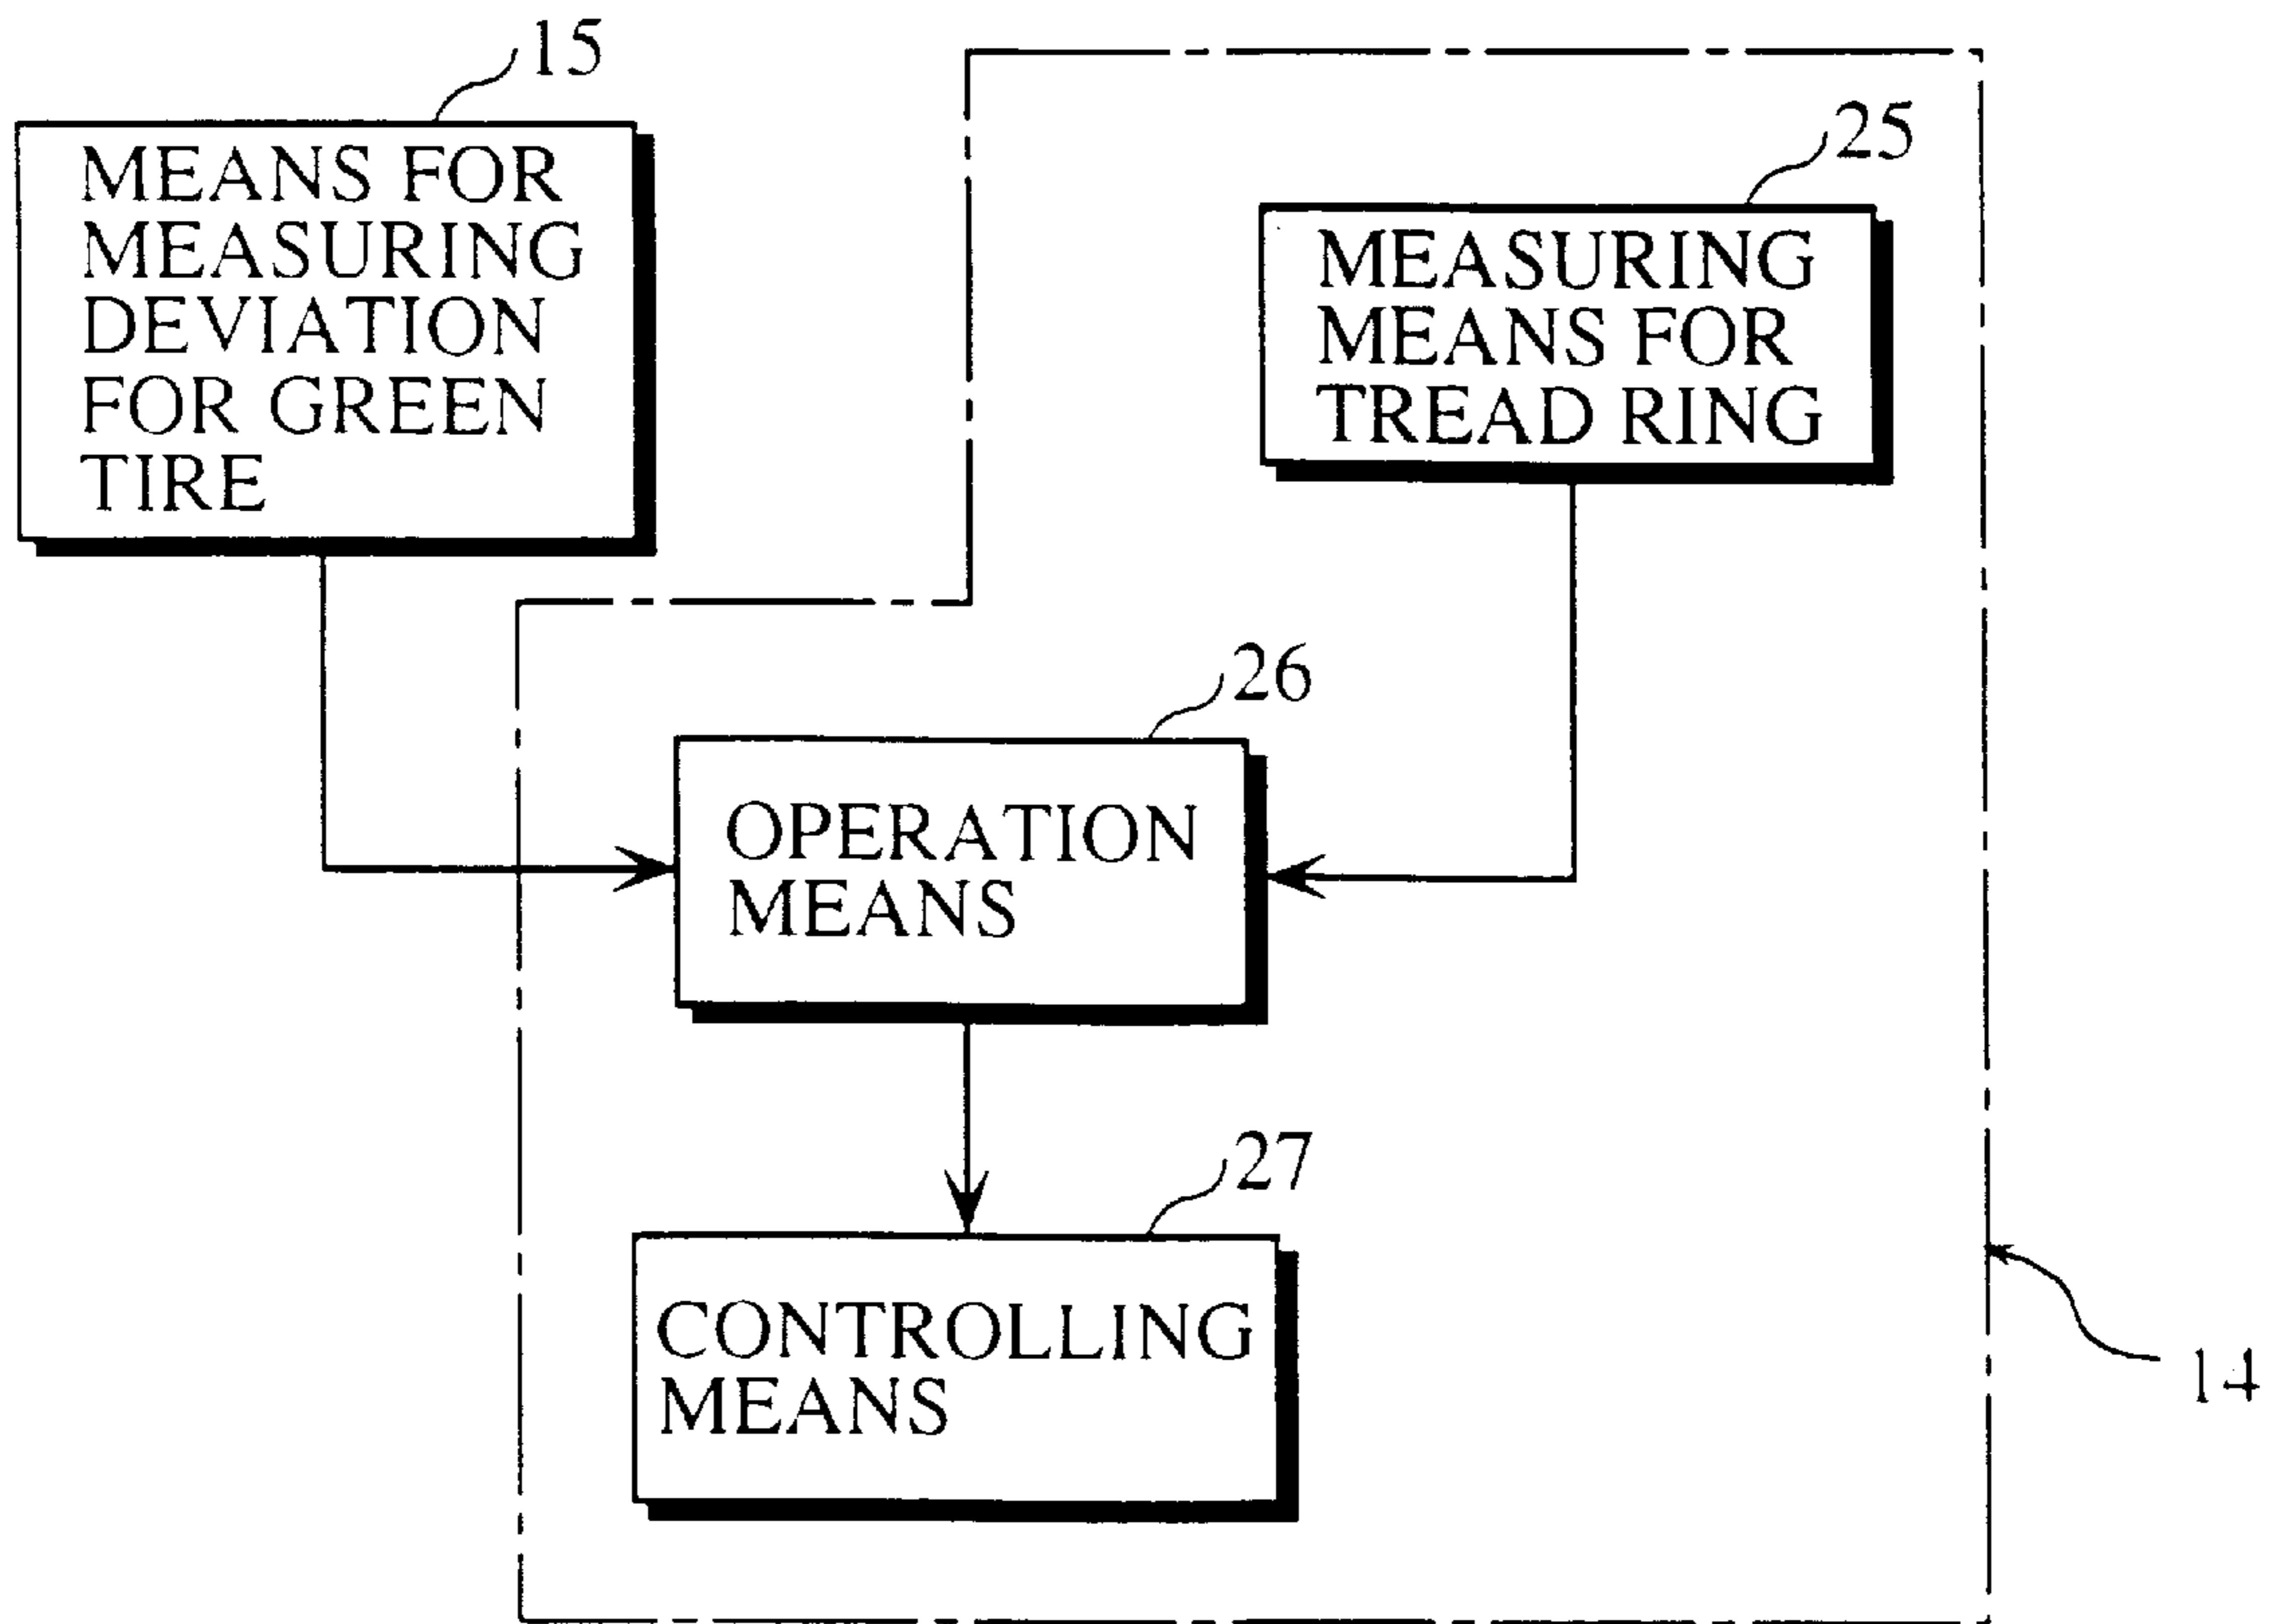 15
MEANS FOR
MEASURING
DEVIATION
FOR GREEN
TIRE
25
MEASURING
MEANS FOR
TREAD RING
26
OPERATION
MEANS
27
CONTROLLING
MEANS
14